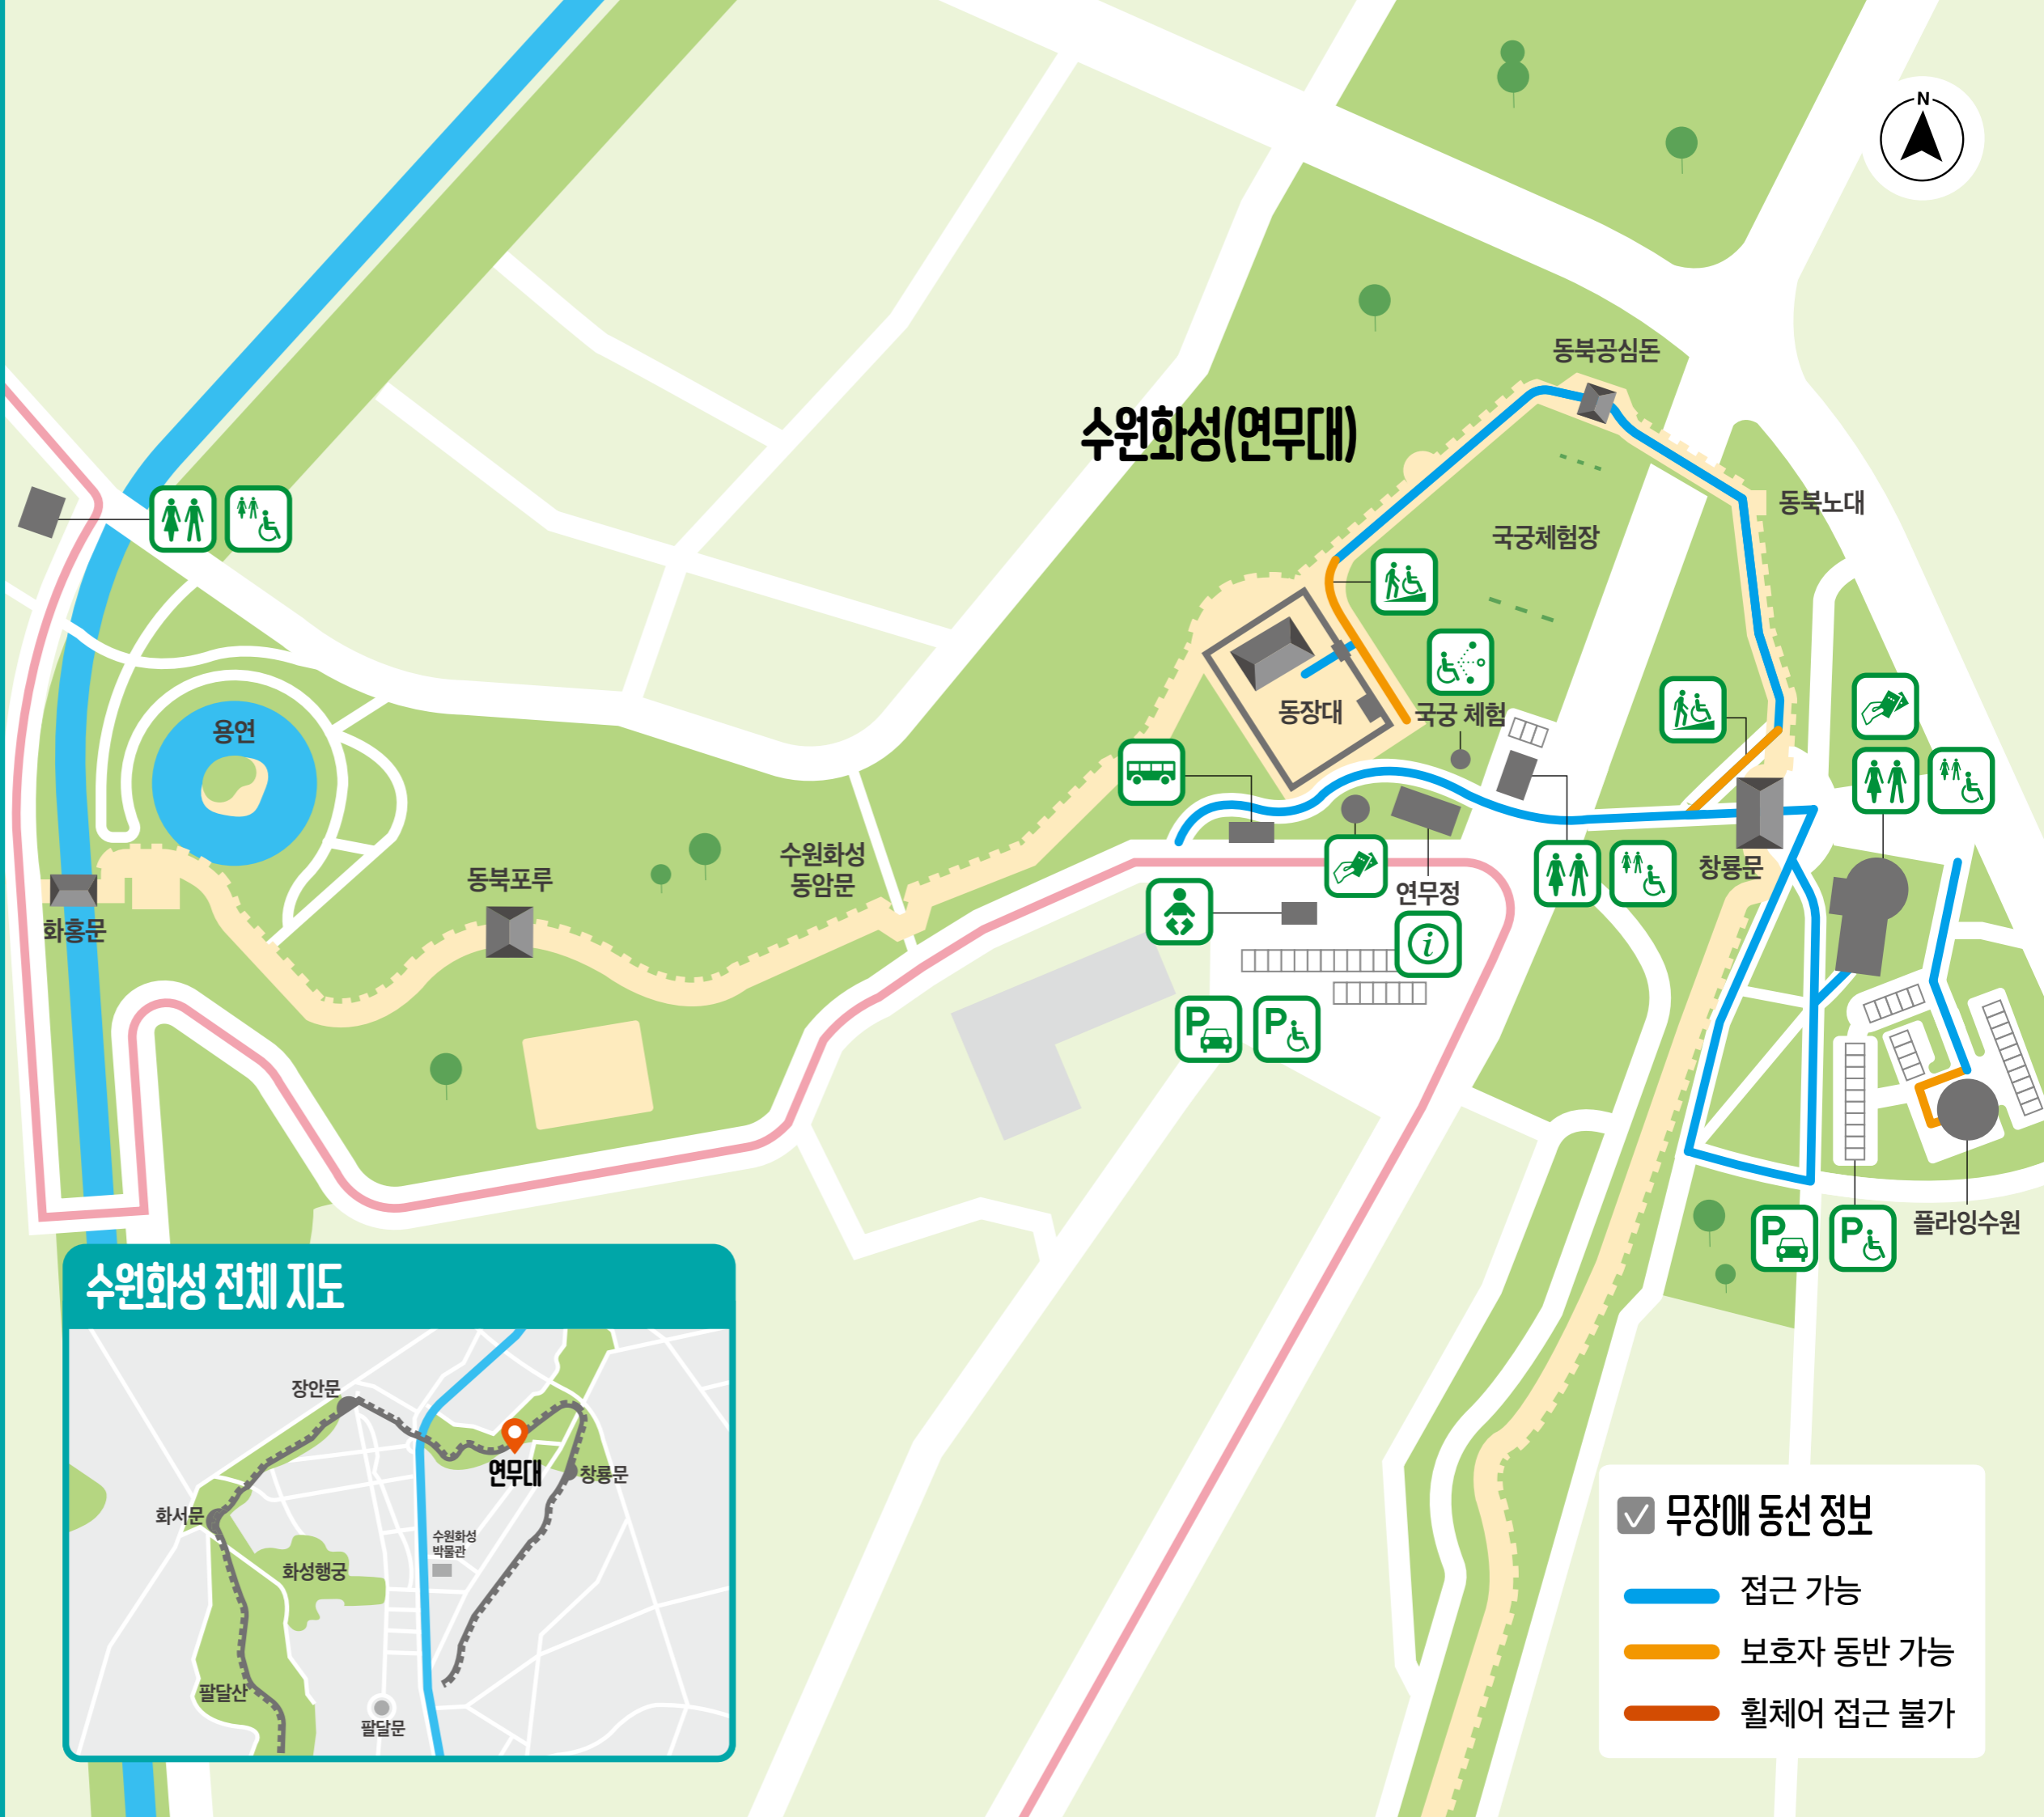 N
동북공심돈
수원화성(연무대)
동북노대
국궁체험장
용연
동장대
국궁 체험
수원화성
동암문
동북포루
창룡문
연무정
i
화홍문
P
P
P
P
플라잉수원
수원화성 전체 지도
장안문
연무대
창룡문
화서문
수원화성
박물관
화성행궁
팔달산
팔달문
무장애 동선 정보
접근 가능
보호자 동반 가능
휠체어 접근 불가